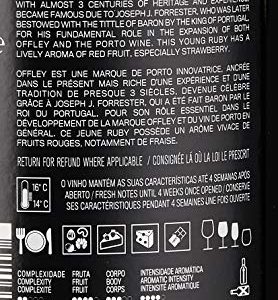 WITH ALMOST 3 CENTURIES OF HERITAGE AND EXPERIENCE
BECAME FAMOUS DUE TO JOSEPH J. FORRESTER, WHO WAS LATER
BESTOWED WITH THE TITTLE OF BARON BY THE KING OF PORTUGAL
FOR HIS FUNDAMENTAL ROLE IN THE EXPANSION OF BOTH
OFFLEY AND THE PORTO WINE. THIS YOUNG RUBY HAS A
LIVELY AROMA OF RED FRUIT, ESPECIALLY STRAWBERRY.
OFFLEY EST UNE MARQUE DE PORTO INNOVATRICE, ANCRÉE
DANS LE PRÉSENT MAIS RICHE D'UNE EXPÉRIENCE ET D'UNE
TRADITION DE PRESQUE 3 SIÈCLES, DEVENUE CÉLÈBRE
GRÂCE À JOSEPH J. FORRESTER, QUI A ÉTÉ FAIT BARON PAR LE
ROI DU PORTUGAL, POUR SON RÔLE ESSENTIEL DANS LE
DÉVELOPPEMENT DE LA MARQUE OFFLEY ET DU VIN DE PORTO EN
GÉNÉRAL. CE JEUNE RUBY POSSÈDE UN ARÔME VIVACE DE
FRUITS ROUGES, NOTAMMENT DE FRAISE.
RETURN FOR REFUND WHERE APPLICABLE / CONSIGNÉE LÀ OÙ LA LOI LE PRESCRIT
16°C
14°C
O VINHO MANTÉM AS SUAS CARACTERÍSTICAS ATÉ 4 SEMANAS APÓS
ABERTO / FRESH NOTES UNTIL 4 WEEKS ONCE OPENED / CONSERVE
SES CARACTÉRISTIQUES PENDANT 4 SEMAINES UNE FOIS OUVERTE
COMPLEXIDADE FRUTA CORPO INTENSIDADE AROMÁTICA
COMPLEXITY FRUIT BODY AROMATIC INTENSITY
COMPLEXITÉ FRUITS CORPS INTENSITÉ AROMATIQUE